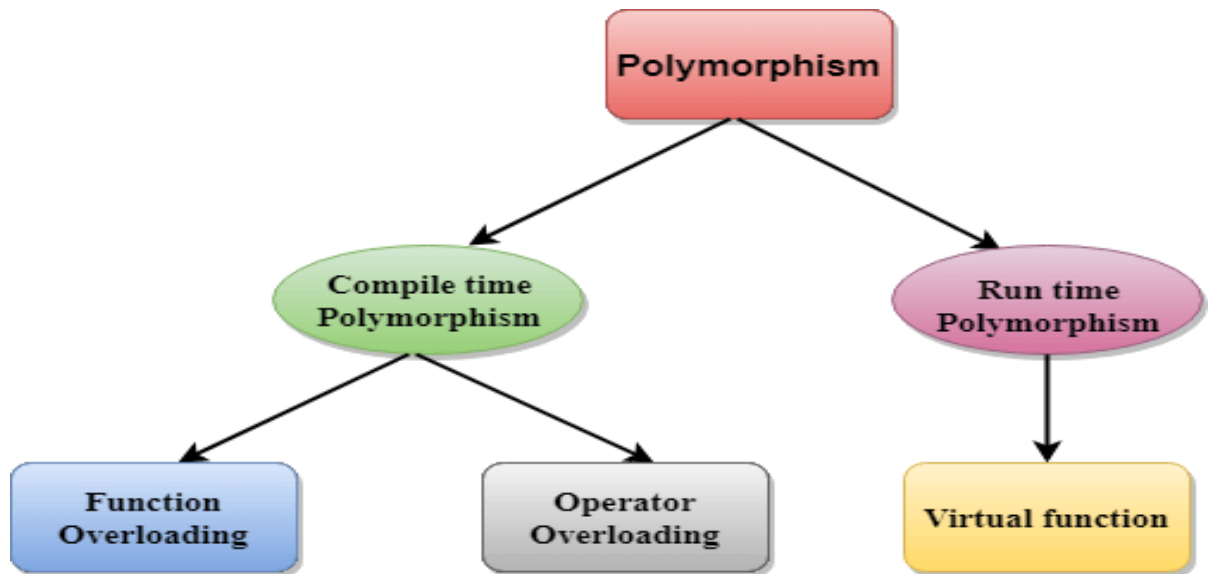 Polymorphism
Compile time
Polymorphism
Run time
Polymorphism
Function
Overloading
Operator
Overloading
Virtual function